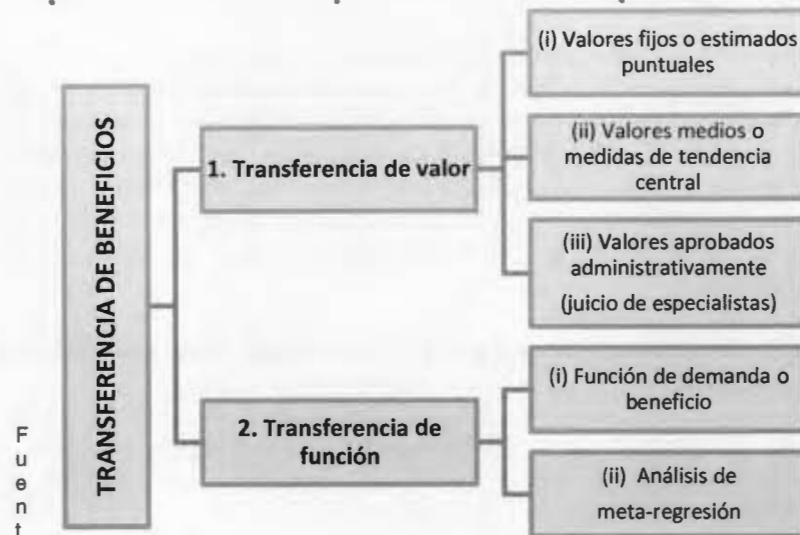 TRANSFERENCIA DE BENEFICIOS
1. Transferencia de valor
(i) Valores fijos o estimados
puntuales
(ii) Valores medios o
medidas de tendencia
central
(iii) Valores aprobados
administrativamente
(juicio de especialistas)
2. Transferencia de
función
(i) Función de demanda o
beneficio
(ii) Análisis de
meta-regresión
F
u
e
n
t